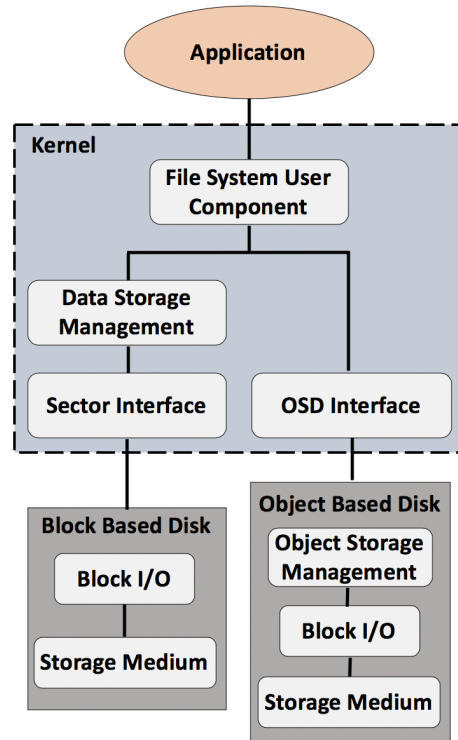 Application
Kernel
File System User
Component
Data Storage
Management
Sector Interface
OSD Interface
Block Based Disk
Block I/O
Storage Medium
Object Based Disk
Object Storage
Management
Block I/O
Storage Medium